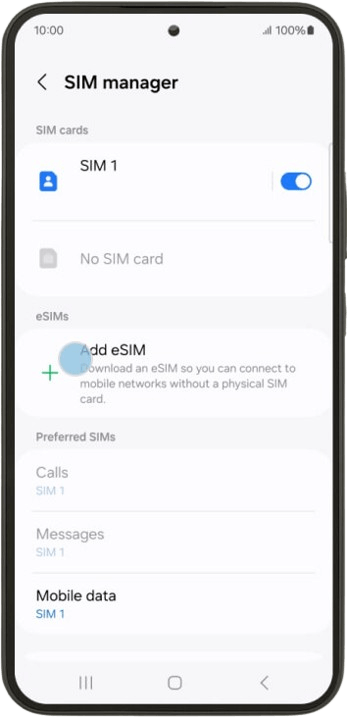 10:00
100%
SIM manager
SIM cards
SIM 1
No SIM card
eSIMs
Add eSIM
Download an eSIM so you can connect to
mobile networks without a physical SIM
card.
Preferred SIMs
Calls
SIM 1
Messages
SIM 1
Mobile data
SIM 1